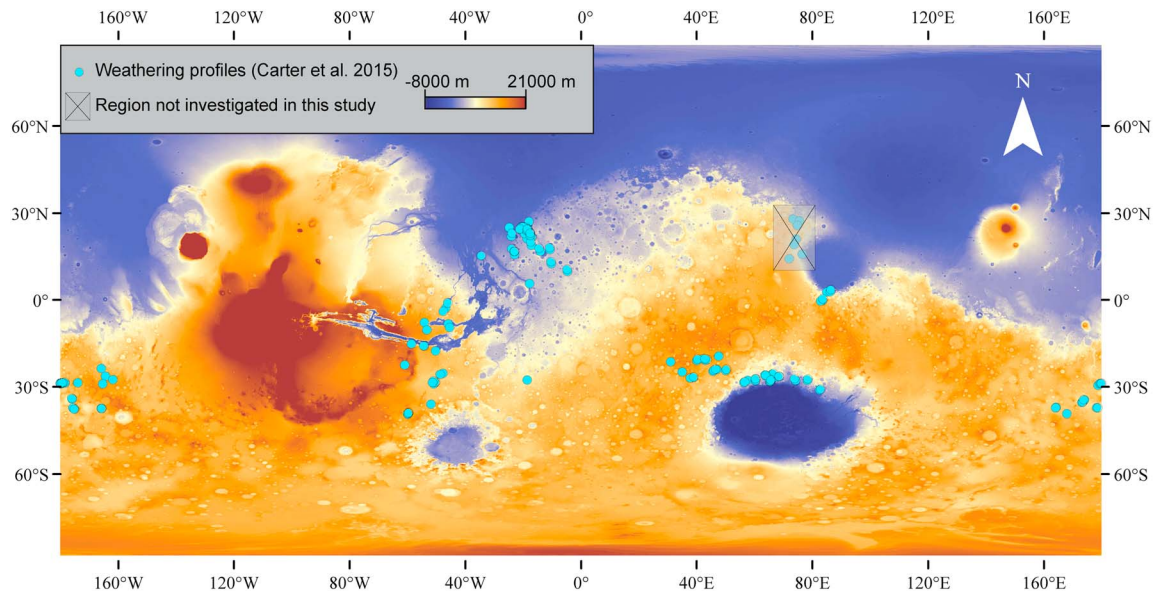 160°W 120°W 80°W 40°W 0° 40°E 80°E 120°E 160°E
Weathering profiles (Carter et al. 2015)
-8000 m 21000 m
Region not investigated in this study
N
60°N 60°N
30°N 30°N
0° 0°
30°S 30°S
60°S 60°S
160°W 120°W 80°W 40°W 0° 40°E 80°E 120°E 160°E